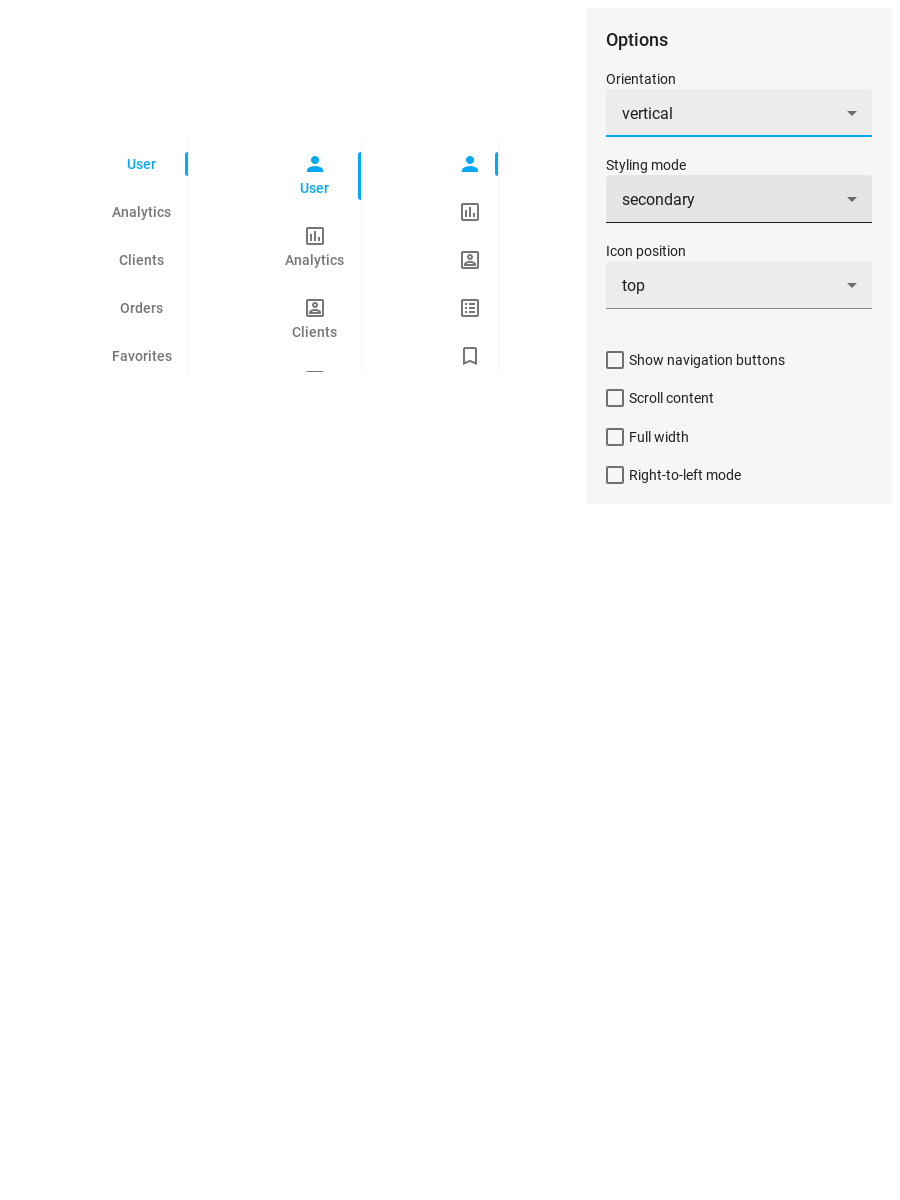 User
Analytics
Clients
Orders
Favorites
User
Analytics
Clients
Options
Orientation
vertical
Styling mode
secondary
Icon position
top
Show navigation buttons
Scroll content
Full width
Right-to-left mode